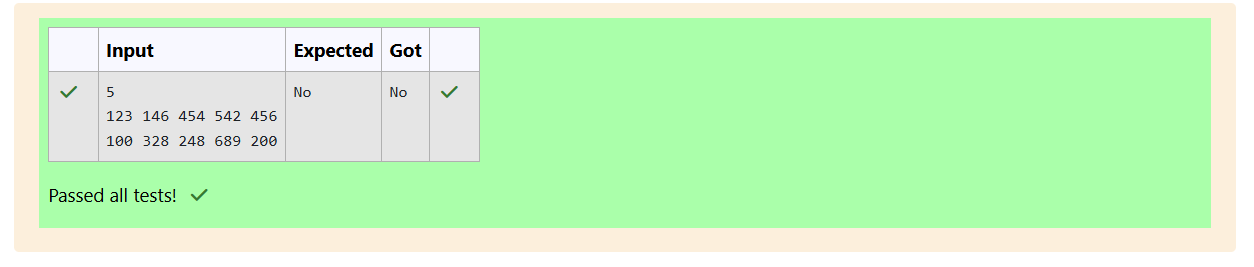 Input Expected Got
5 No No
123 146 454 542 456
100 328 248 689 200
Passed all tests!